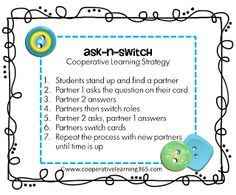 ask-n-switch
Cooperative Learning Strategy
1. Students stand up and find a partner
2. Partner 1 asks the question on their card
3. Partner 2 answers
4. Partners then switch roles
5. Partner 2 asks, partner 1 answers
6. Partners switch cards
7. Repeat the process with new partners
until time is up
www.cooperativelearning365.com